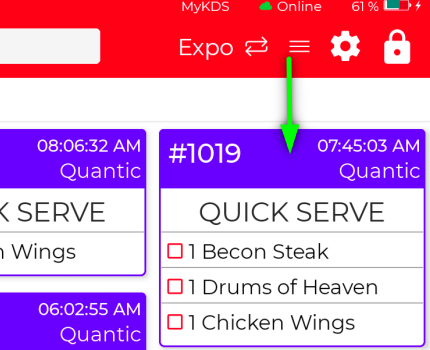 MyKDS Online 61 %
Expo
08:06:32 AM
Quantic
K SERVE
n Wings
06:02:55 AM
Quantic
#1019 07:45:03 AM
Quantic
QUICK SERVE
1 Becon Steak
1 Drums of Heaven
1 Chicken Wings